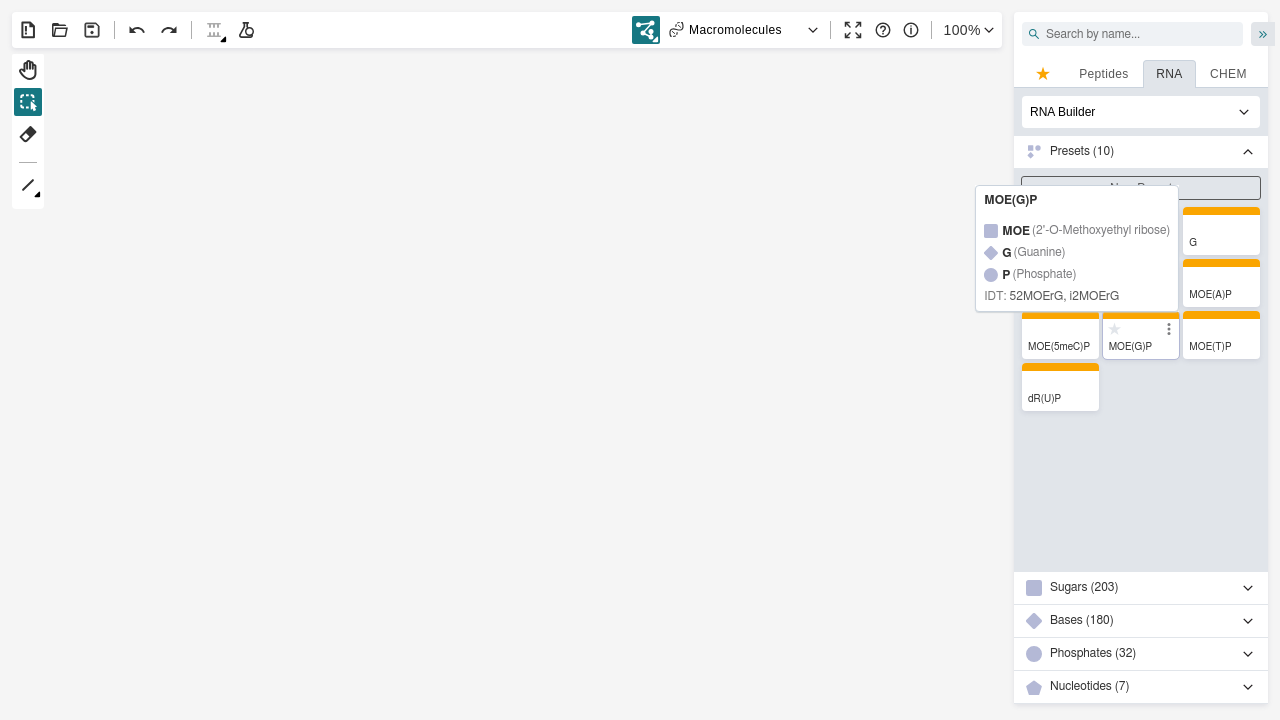 Macromolecules
100%
Search by name...
Peptides
RNA
CHEM
RNA Builder
Presets (10)
MOE(G)P
MOE (2'-O-Methoxyethyl ribose)
G (Guanine)
P (Phosphate)
IDT: 52MOErG, i2MOErG
G
MOE(A)P
MOE(5meC)P
MOE(G)P
MOE(T)P
dR(U)P
Sugars (203)
Bases (180)
Phosphates (32)
Nucleotides (7)